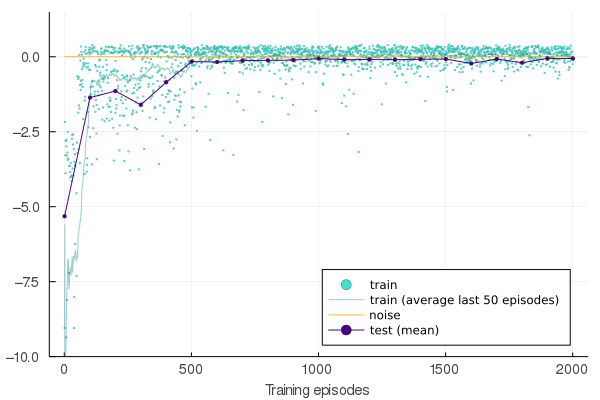 0.0
−2.5
−5.0
−7.5
−10.0
0
500
1000
1500
2000
Training episodes
train
train (average last 50 episodes)
noise
test (mean)